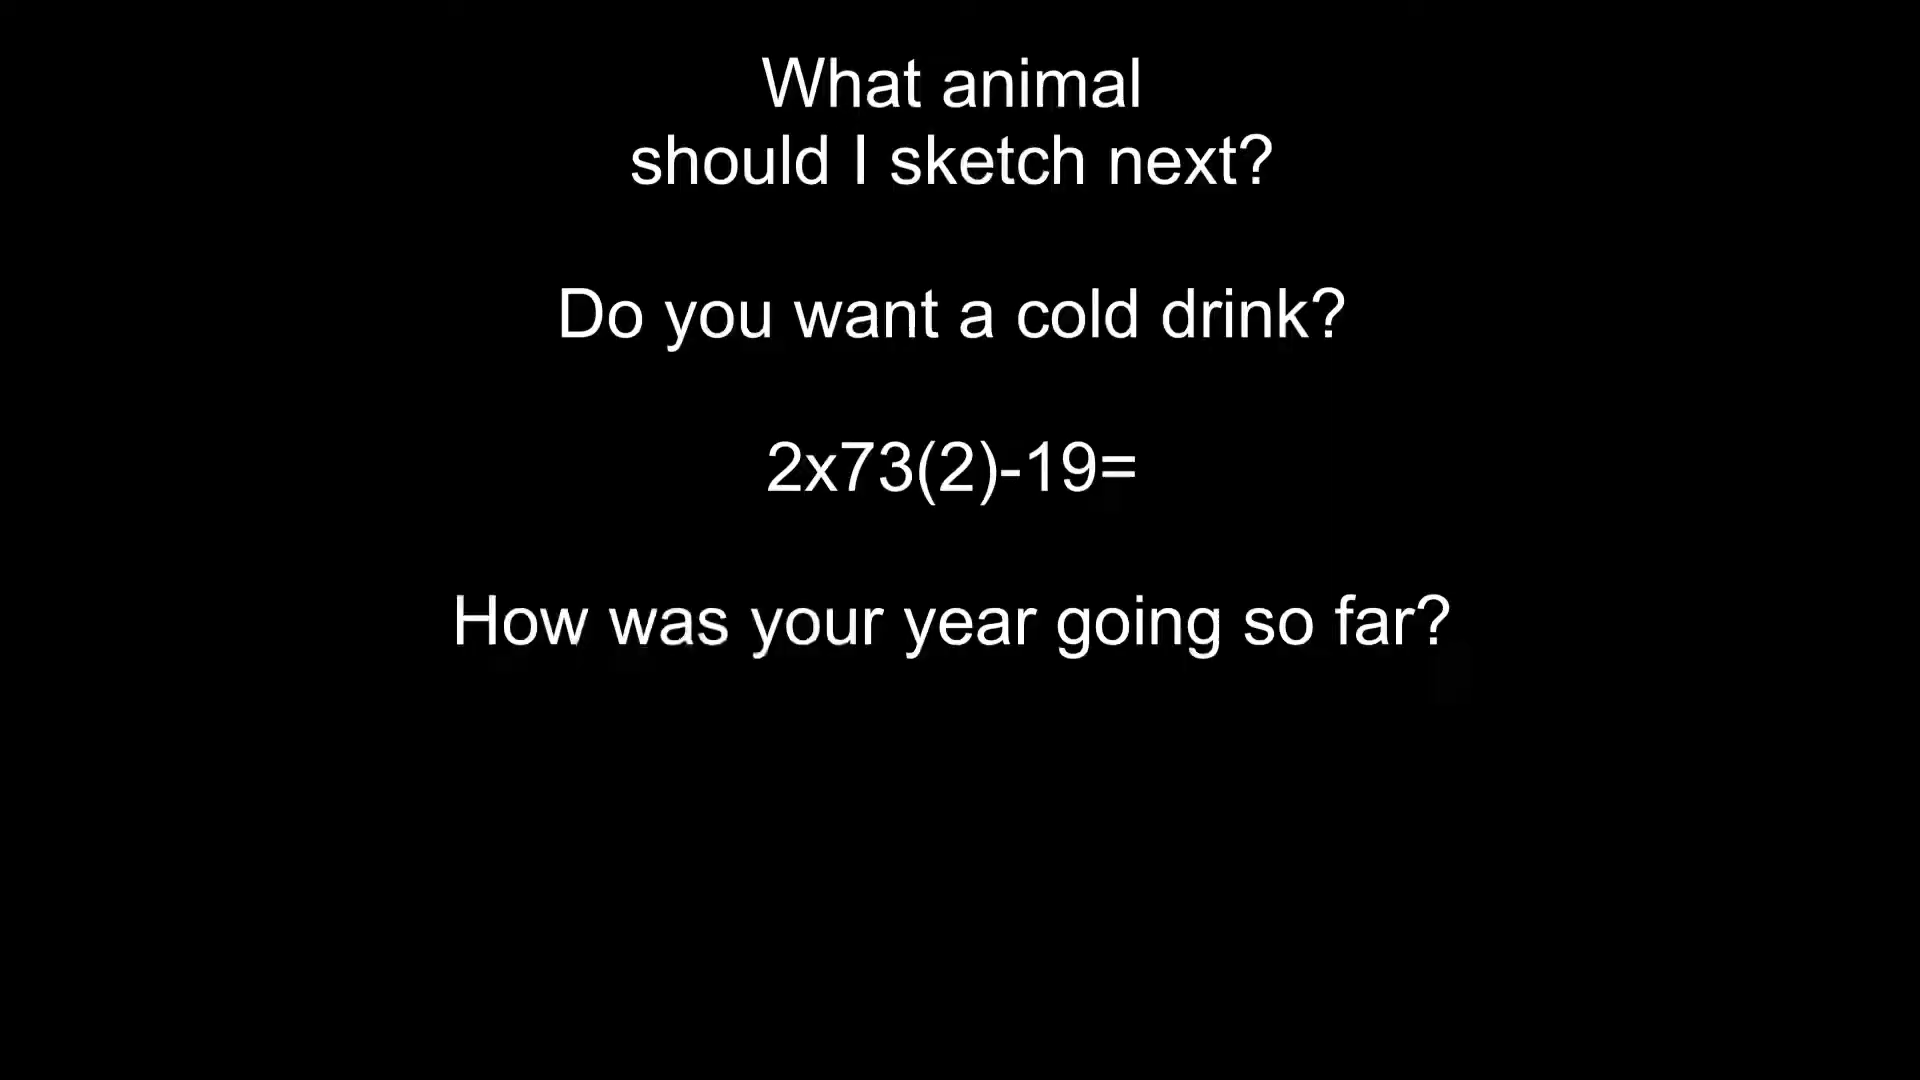 What animal
should I sketch next?
Do you want a cold drink?
2x73(2)-19=
How was your year going so far?